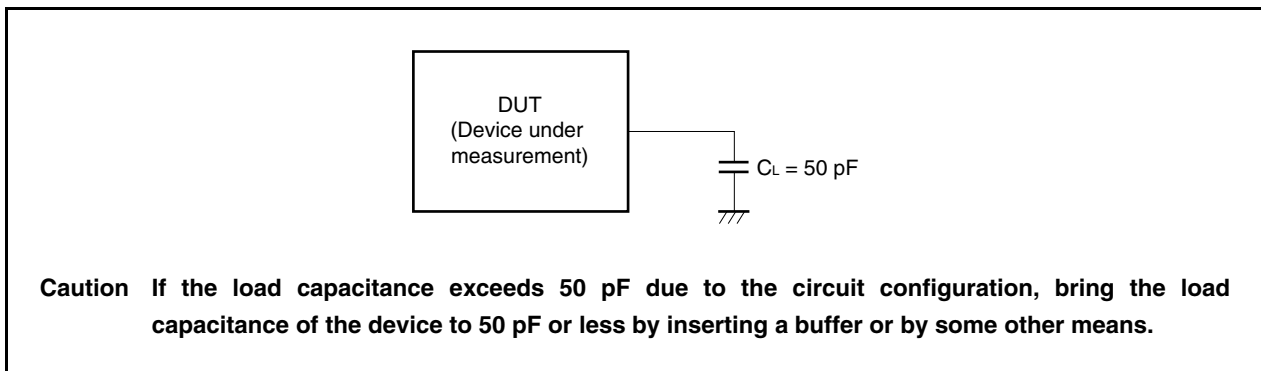 DUT
(Device under
measurement)
CL = 50 pF
Caution If the load capacitance exceeds 50 pF due to the circuit configuration, bring the load
capacitance of the device to 50 pF or less by inserting a buffer or by some other means.